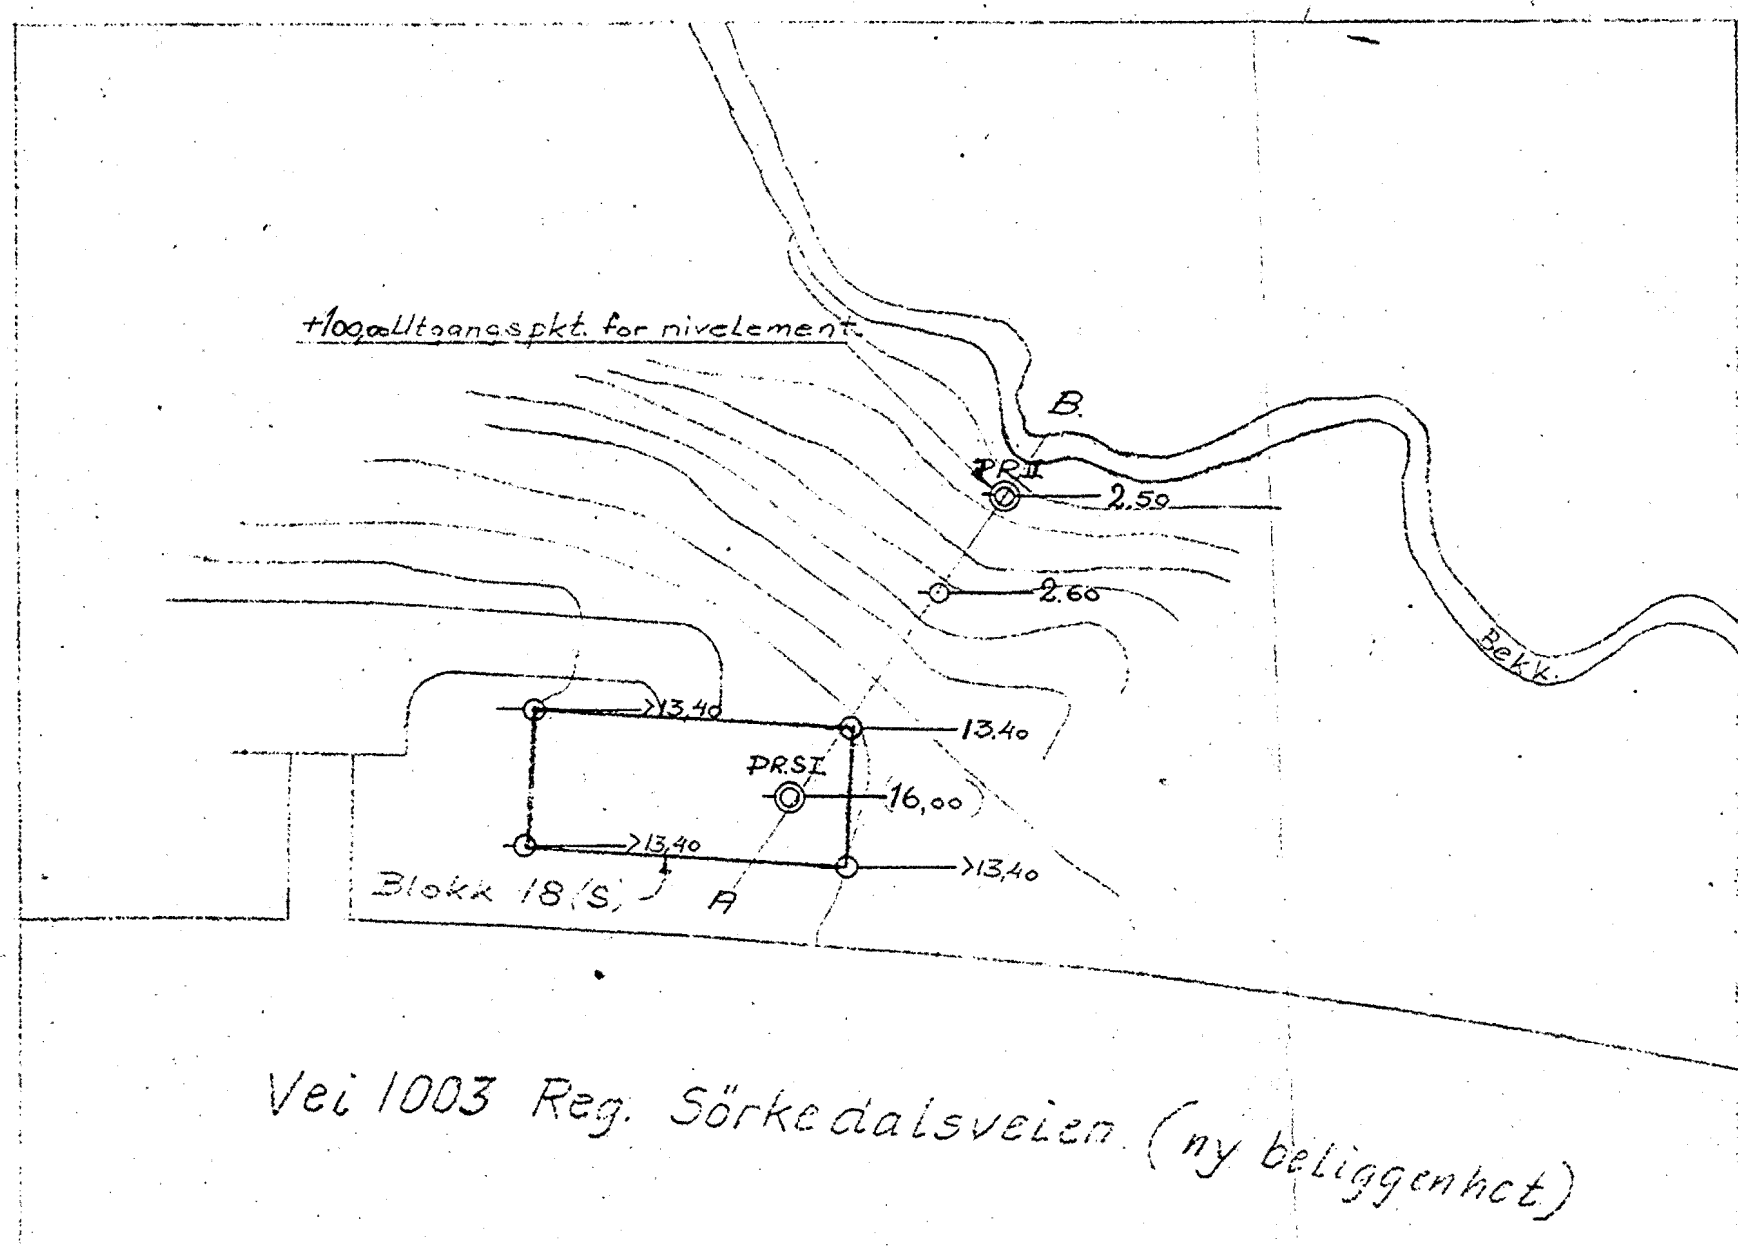 +100,00 Utgangspkt. for nivelement.
B.
PR.II
2.50
2.60
Bekk.
>13,40
13.40
PR.S I
(16,00)
>13,40
>13,40
Blokk 18(S)
A
Vei 1003 Reg. Sörkedalsveien (ny beliggenhet)